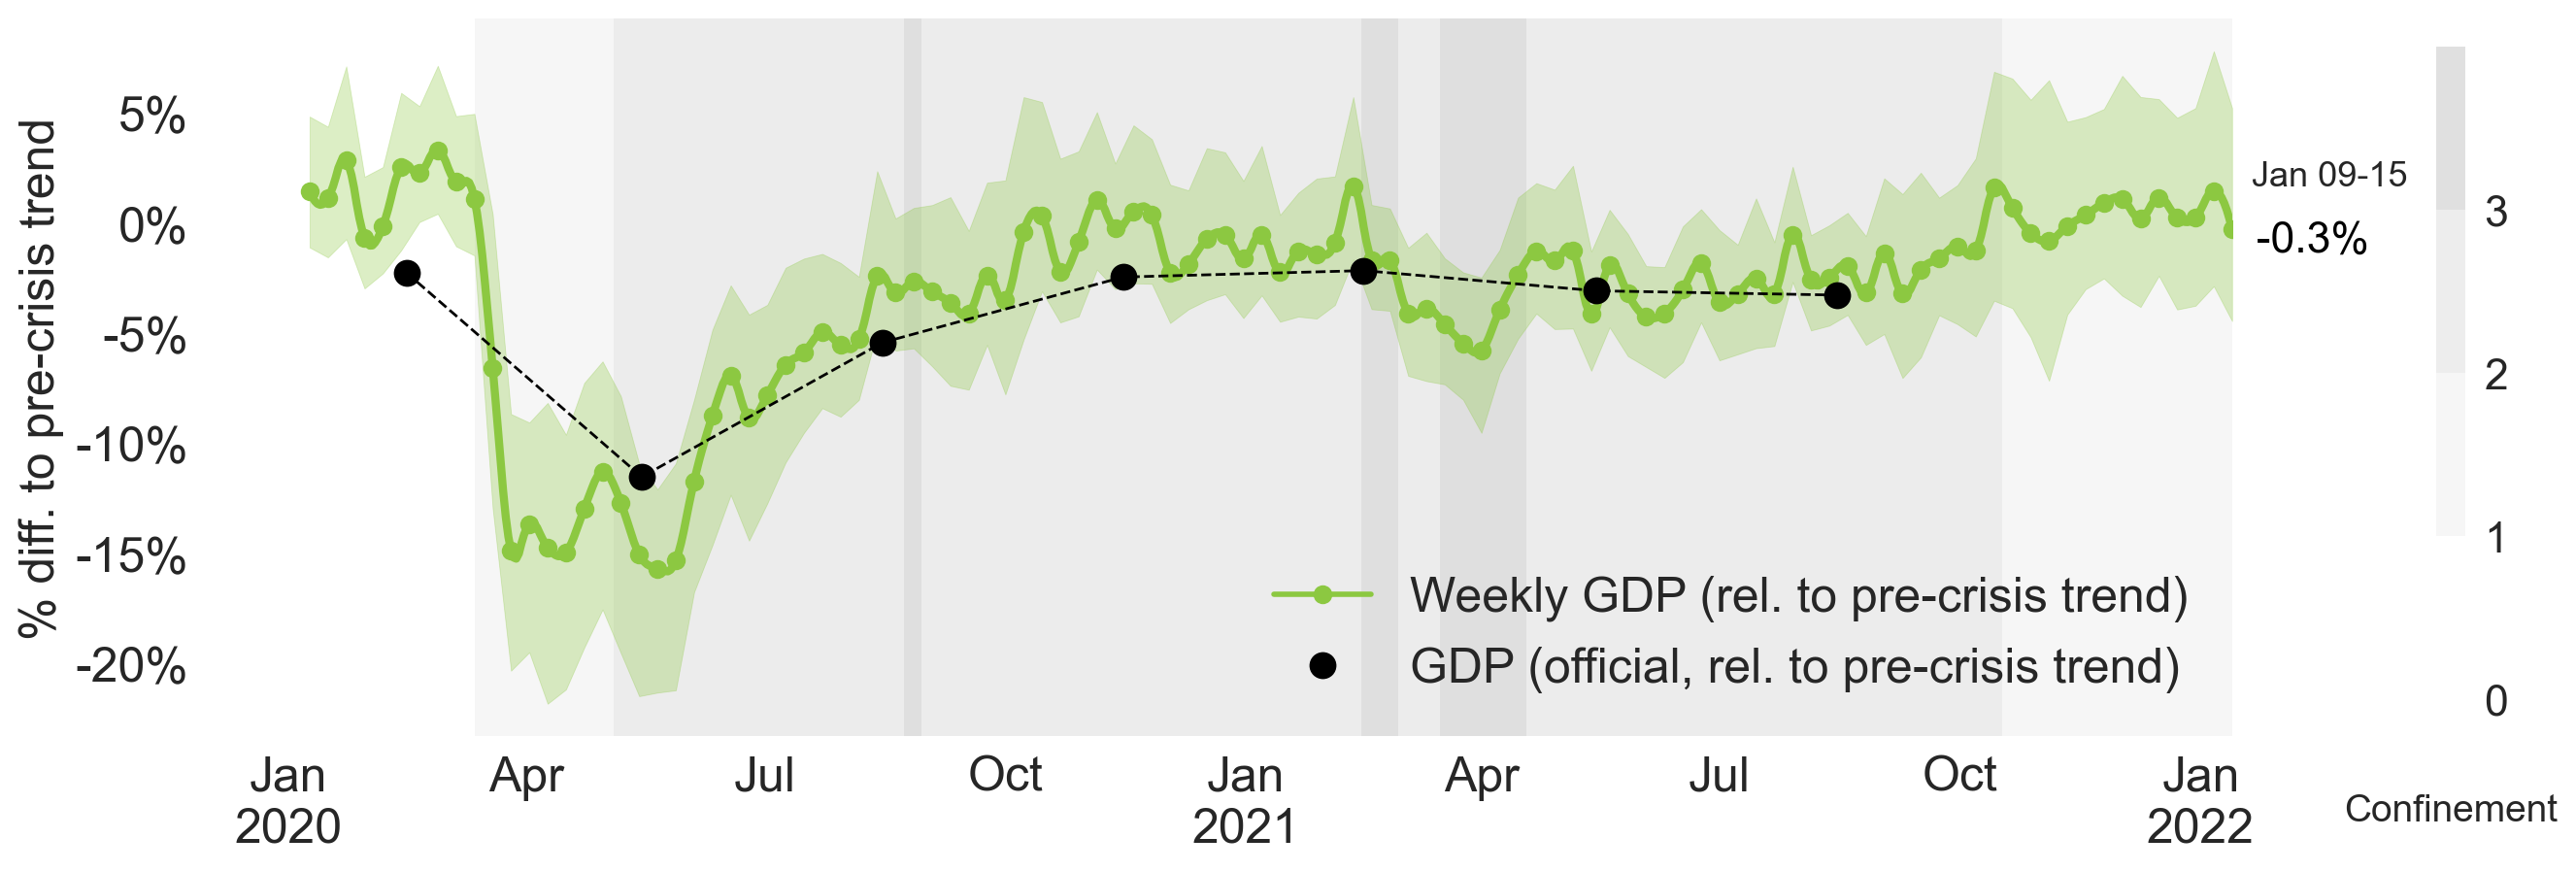 % diff. to pre-crisis trend
5%
0%
-5%
-10%
-15%
-20%
Jan 09-15
-0.3%
3
2
1
0
Weekly GDP (rel. to pre-crisis trend)
GDP (official, rel. to pre-crisis trend)
Jan Apr Jul Oct Jan Apr Jul Oct Jan
2020 2021 2022
Confinement